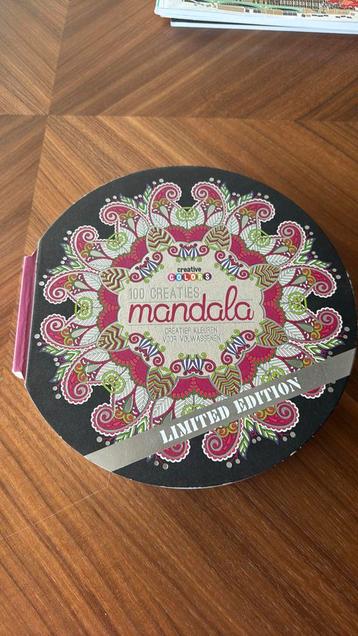 creative
COLORS
100 CREATIES
mandala
CREATIEF KLEUREN
VOOR VOLWASSENEN
LIMITED EDITION